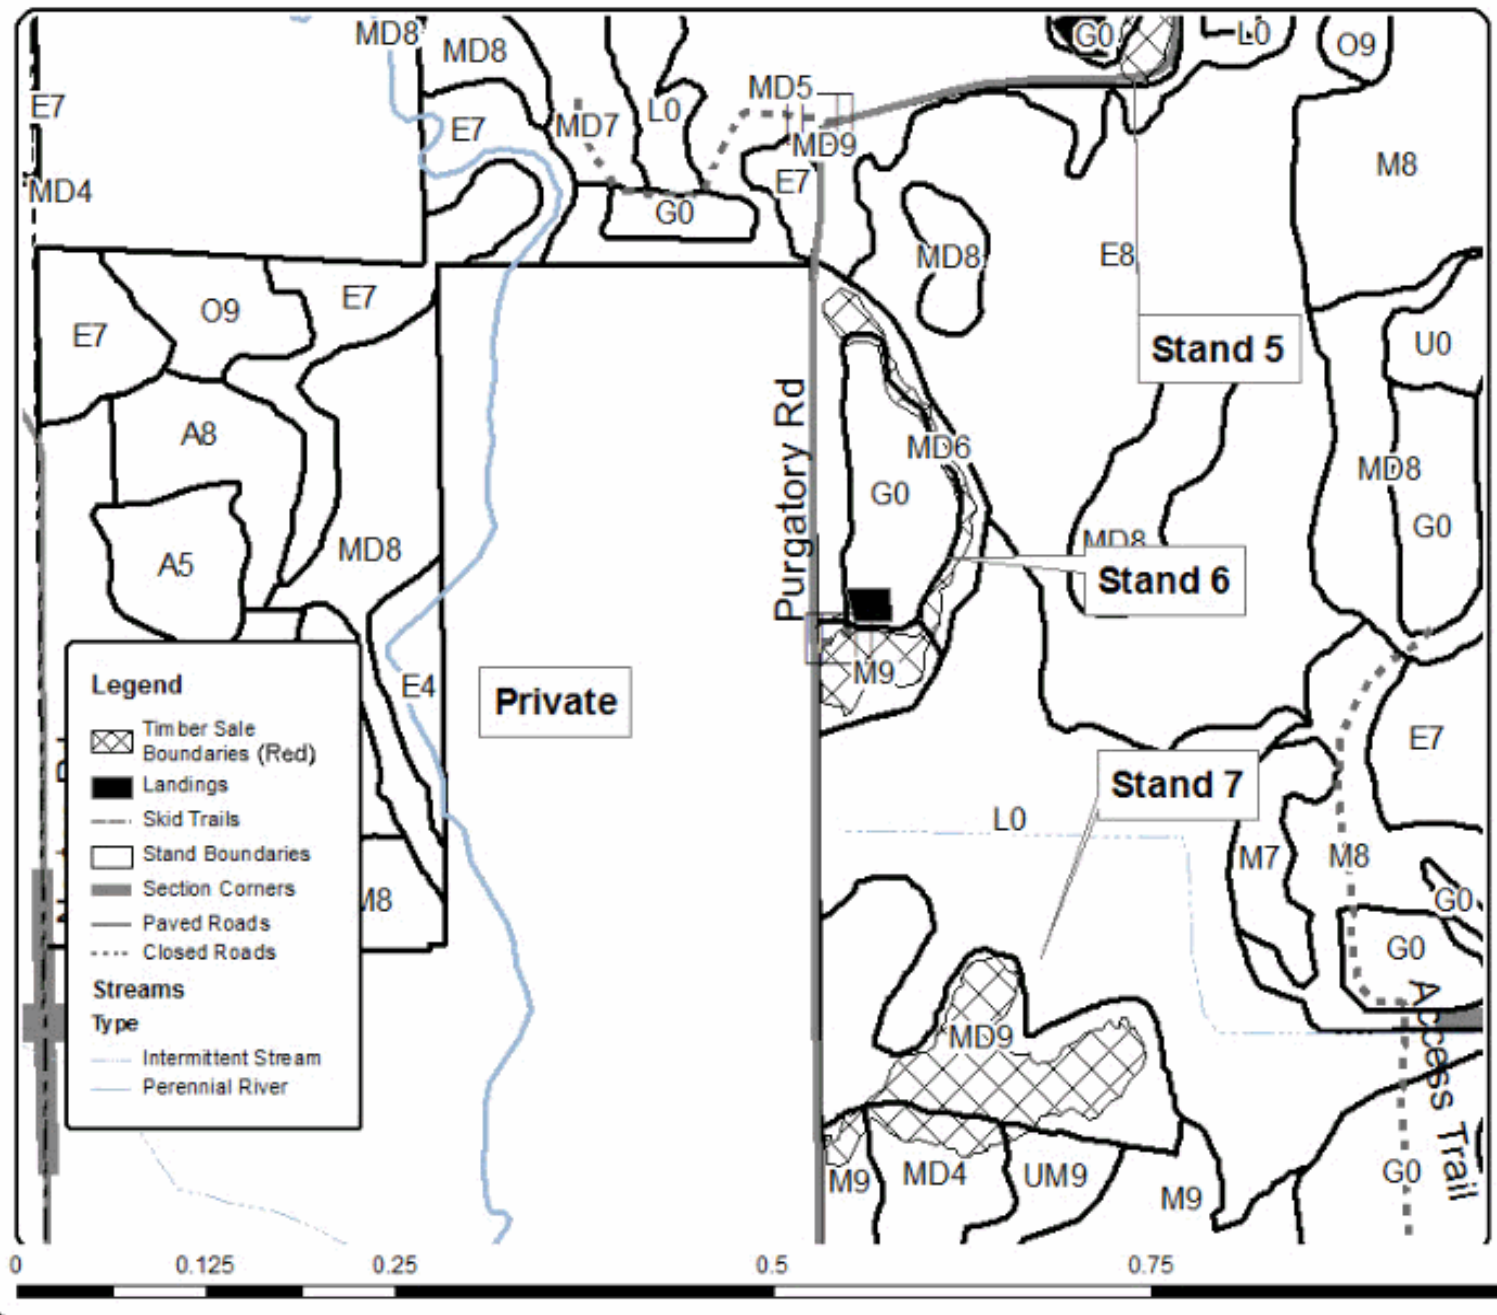 MD8
MD8
G0
L0
O9
E7
E7
MD7
L0
MD5
MD9
M8
MD4
E7
G0
MD8
E8
O9
E7
E7
Stand 5
U0
A8
Purgatory Rd
MD6
G0
MD8
G0
A5
MD8
MD8
Stand 6
E4
Private
M9
E7
Stand 7
L0
M7
M8
G0
M8
G0
MD9
Access Trail
M9
MD4
UM9
M9
G0
Legend
Timber Sale
Boundaries (Red)
Landings
Skid Trails
Stand Boundaries
Section Corners
Paved Roads
Closed Roads
Streams
Type
Intermittent Stream
Perennial River
0
0.125
0.25
0.5
0.75